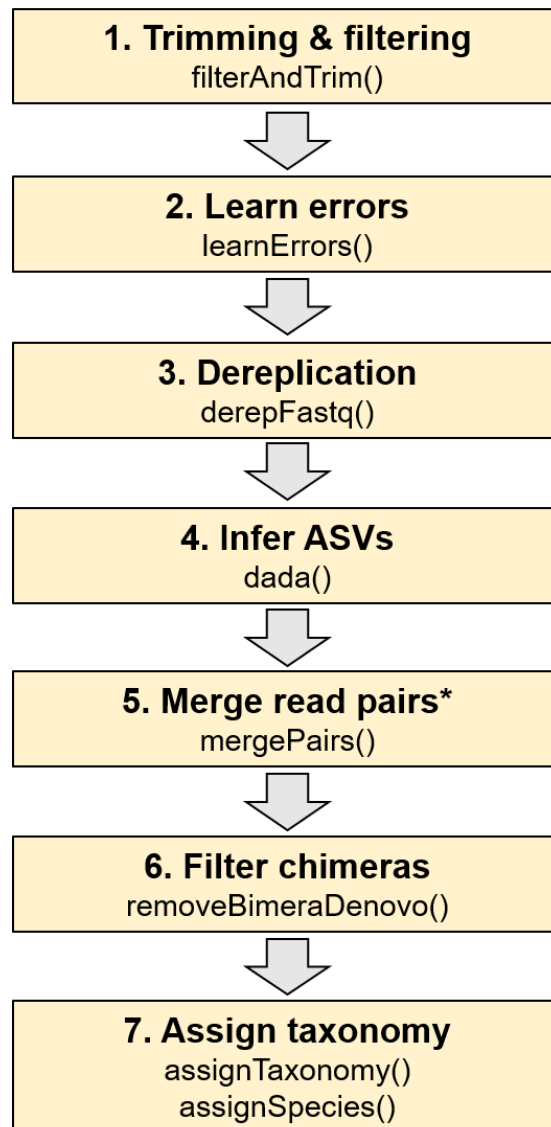 1. Trimming & filtering
filterAndTrim()
2. Learn errors
learnErrors()
3. Dereplication
derepFastq()
4. Infer ASVs
dada()
5. Merge read pairs*
mergePairs()
6. Filter chimeras
removeBimeraDenovo()
7. Assign taxonomy
assignTaxonomy()
assignSpecies()